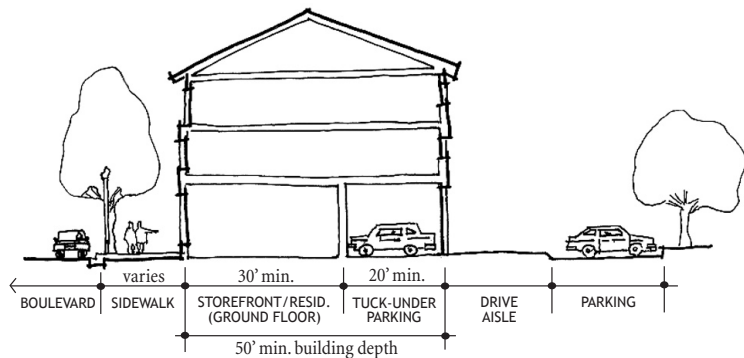 varies
30' min.
20' min.
BOULEVARD
SIDEWALK
STOREFRONT/RESID.
(GROUND FLOOR)
TUCK-UNDER
PARKING
DRIVE
AISLE
PARKING
50' min. building depth